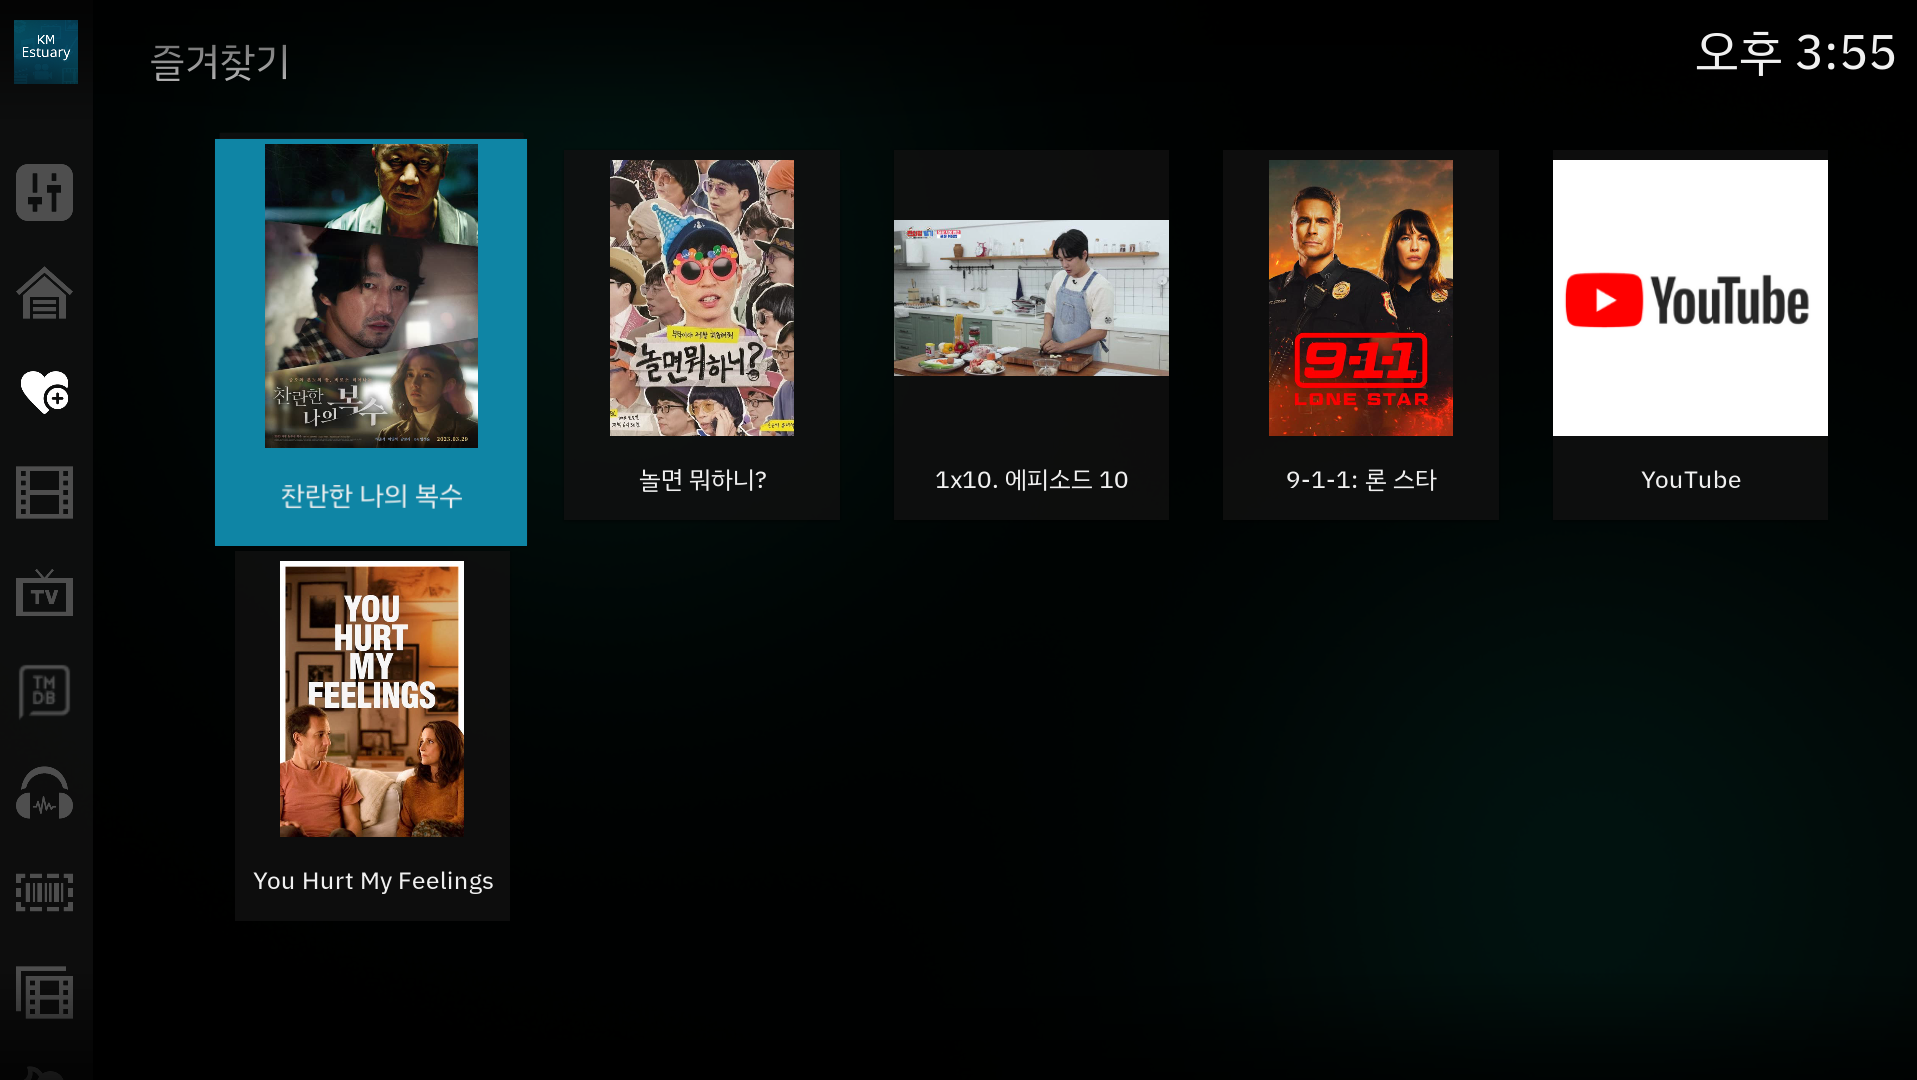 KM
Estuary
즐겨찾기
오후 3:55
찬란한
나의 복수
2023.03.29
찬란한 나의 복수
놀면뭐하니?
놀면 뭐하니?
1x10. 에피소드 10
9-1-1
LONE STAR
9-1-1: 론 스타
YouTube
YouTube
TV
TM
DB
YOU
HURT
MY
FEELINGS
You Hurt My Feelings